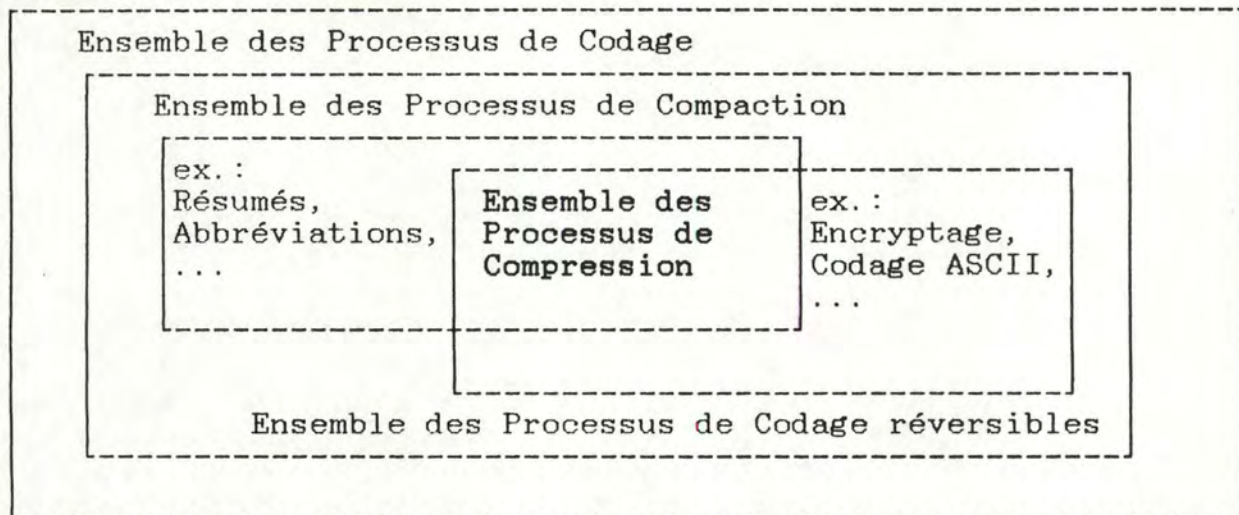 Ensemble des Processus de Codage
Ensemble des Processus de Compaction
ex.:
Résumés,
Abbréviations,
...
Ensemble des
Processus de
Compression
ex.:
Encryptage,
Codage ASCII,
...
Ensemble des Processus de Codage réversibles